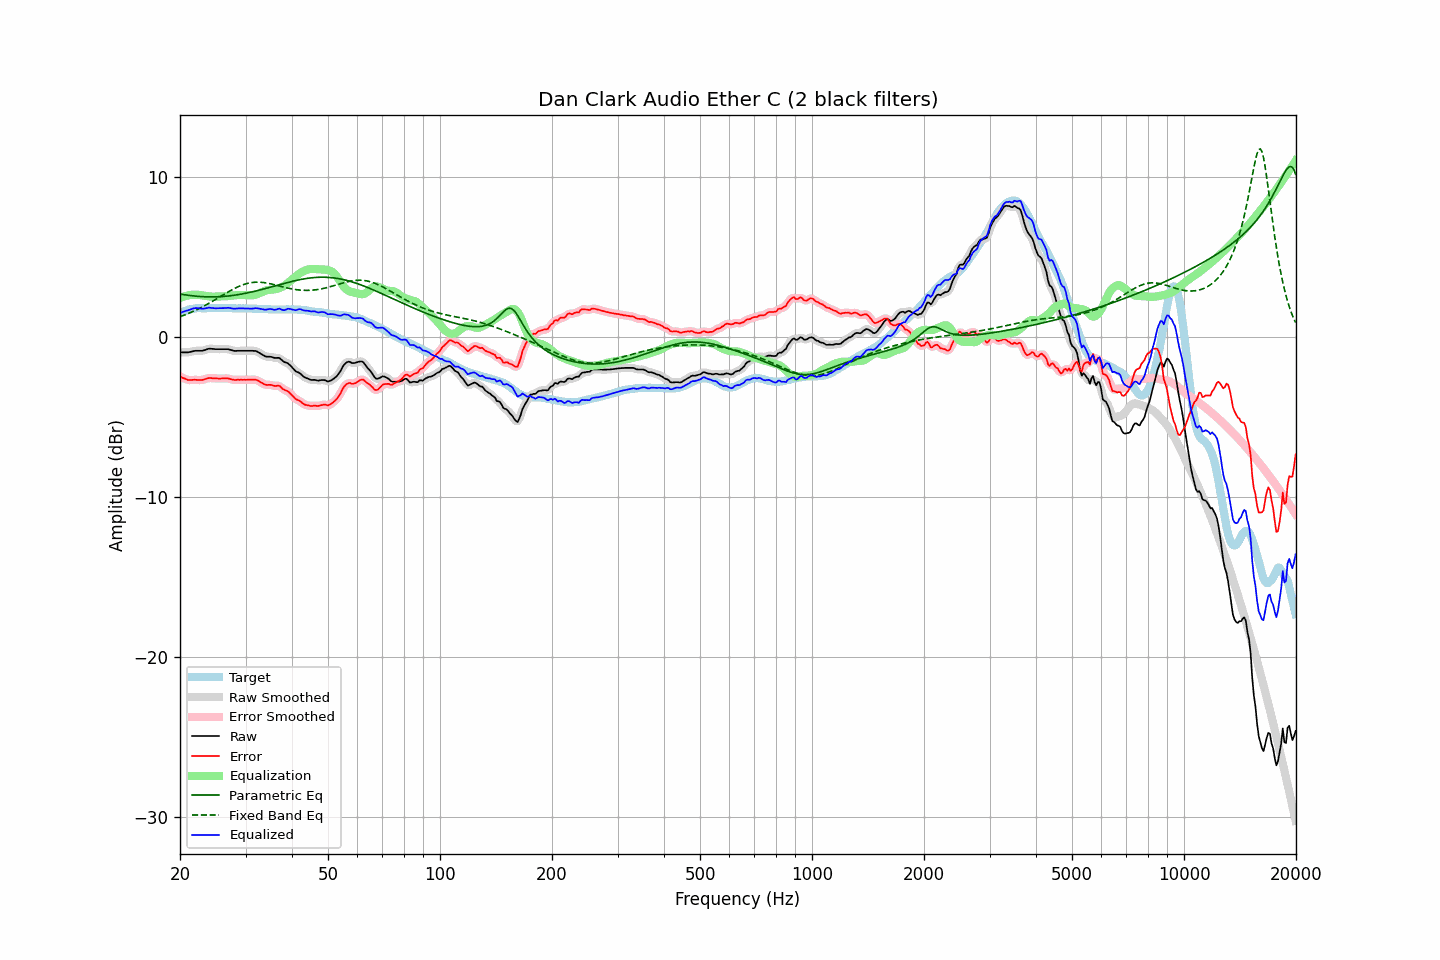 Dan Clark Audio Ether C (2 black filters)
Amplitude (dBr)
10
0
−10
−20
−30
Target
Raw Smoothed
Error Smoothed
Raw
Error
Equalization
Parametric Eq
Fixed Band Eq
Equalized
20 50 100 200 500 1000 2000 5000 10000 20000
Frequency (Hz)